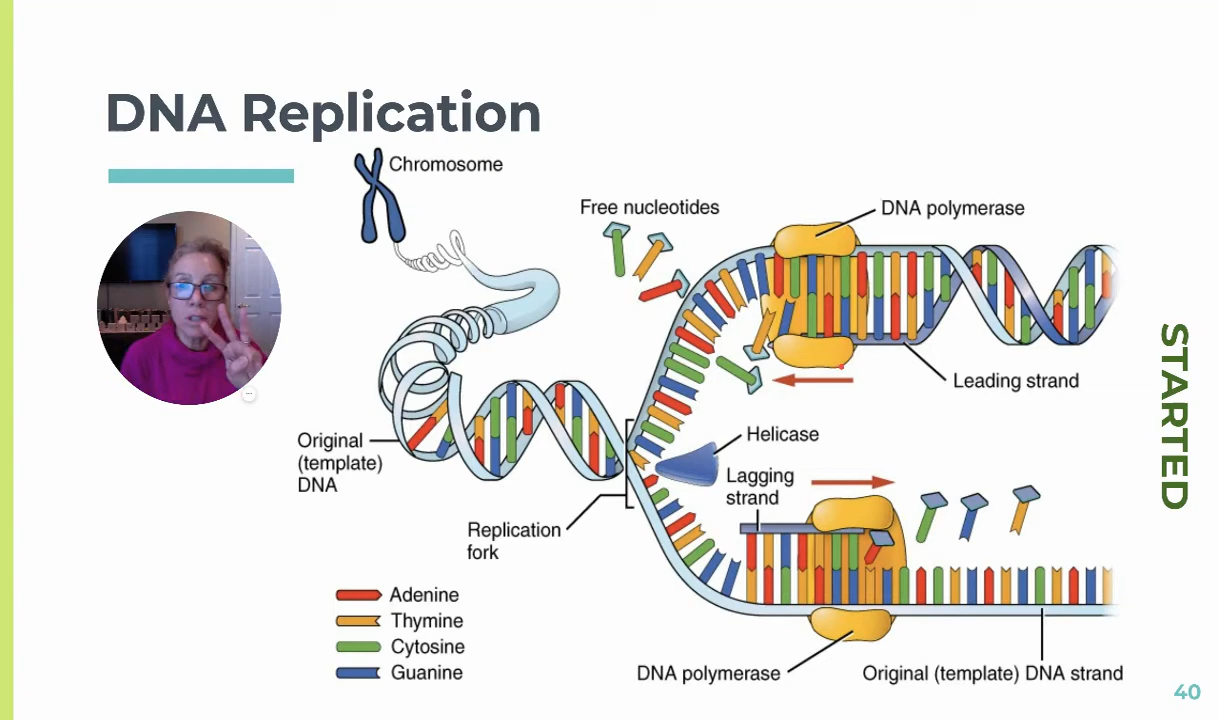 DNA Replication
Chromosome
Free nucleotides
DNA polymerase
Leading strand
Helicase
Lagging
strand
Original
(template)
DNA
Replication
fork
Adenine
Thymine
Cytosine
Guanine
DNA polymerase
Original (template) DNA strand
STARTED
40